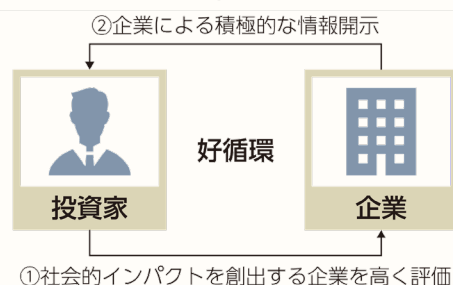 ②企業による積極的な情報開示
好循環
投資家
企業
①社会的インパクトを創出する企業を高く評価